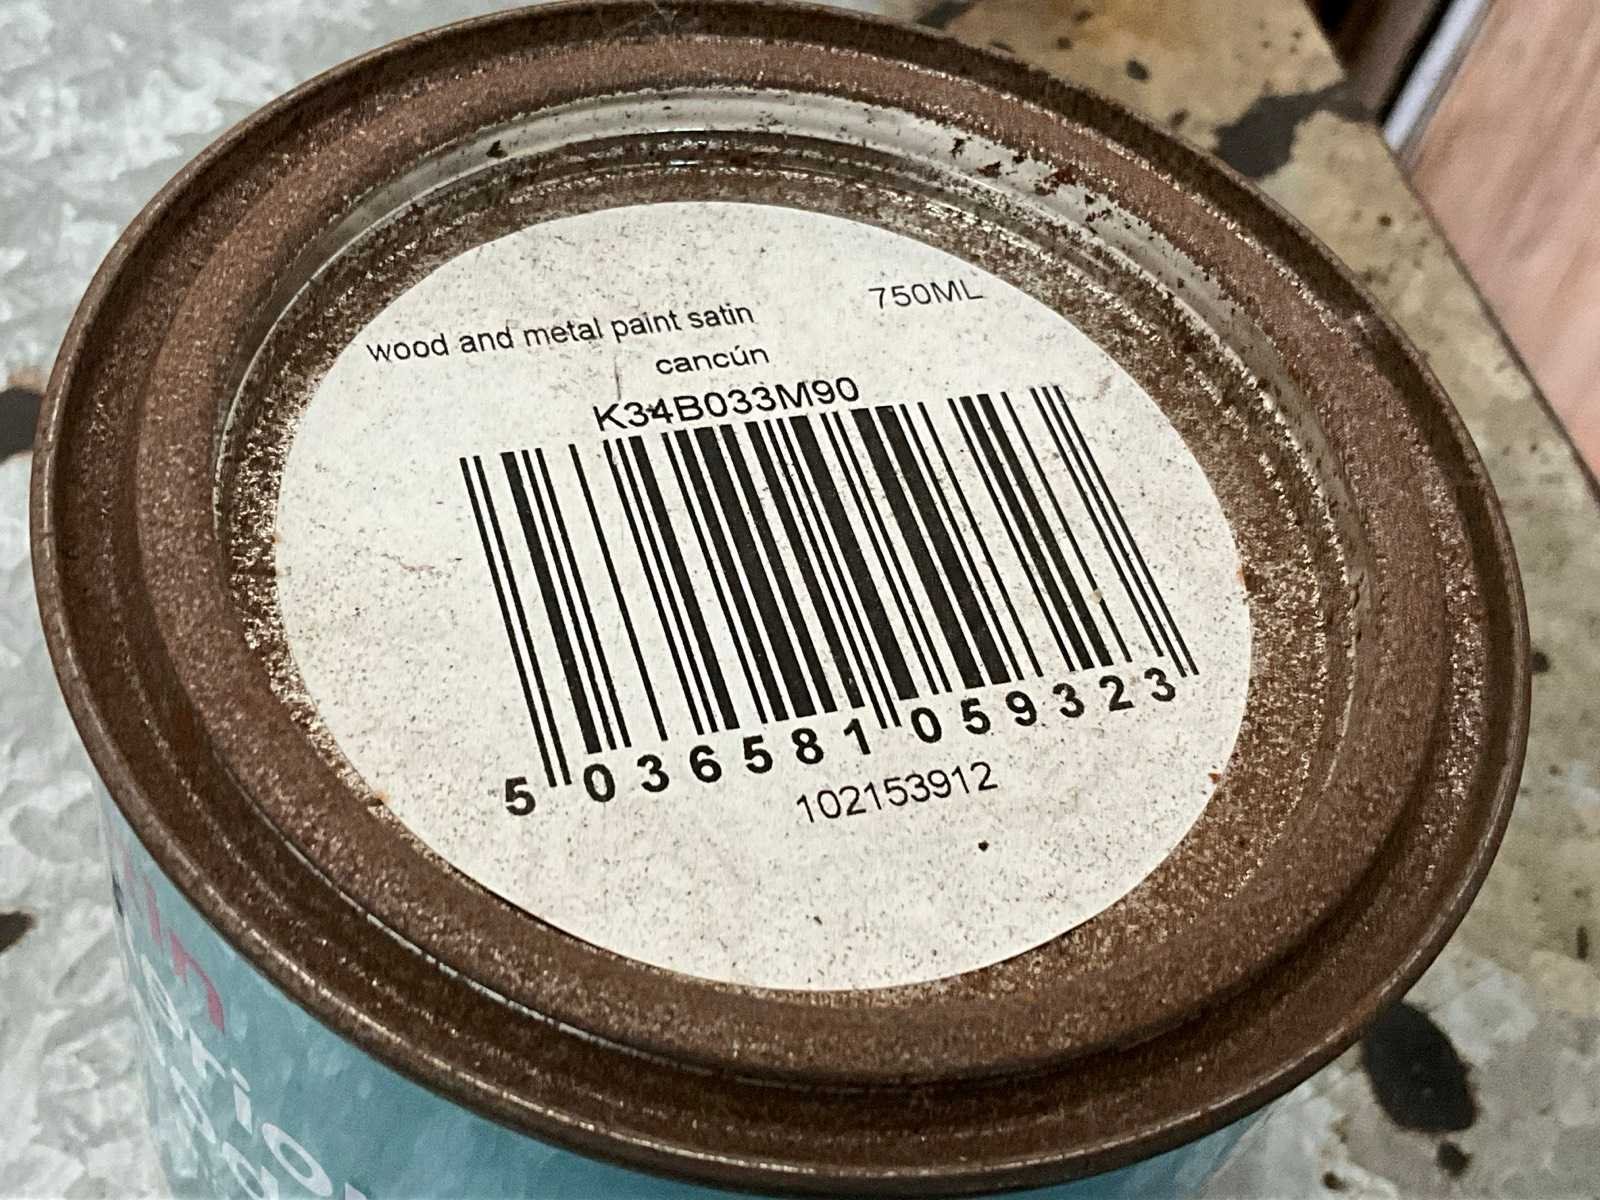 wood and metal paint satin 750ML
cancún
K34B033M90
5 036581 059323
102153912